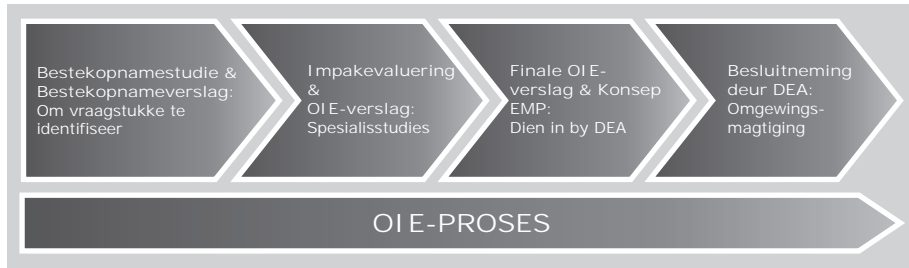 Bestekopnamestudie &
Bestekopnameverslag:
Om vraagstukke te
identifiseer
Impakevaluering
&
OIE-verslag:
Spesialisstudies
Finale OIE-
verslag & Konsep
EMP:
Dien in by DEA
Besluitneming
deur DEA:
Omgewings-
magtiging
OIE-PROSES